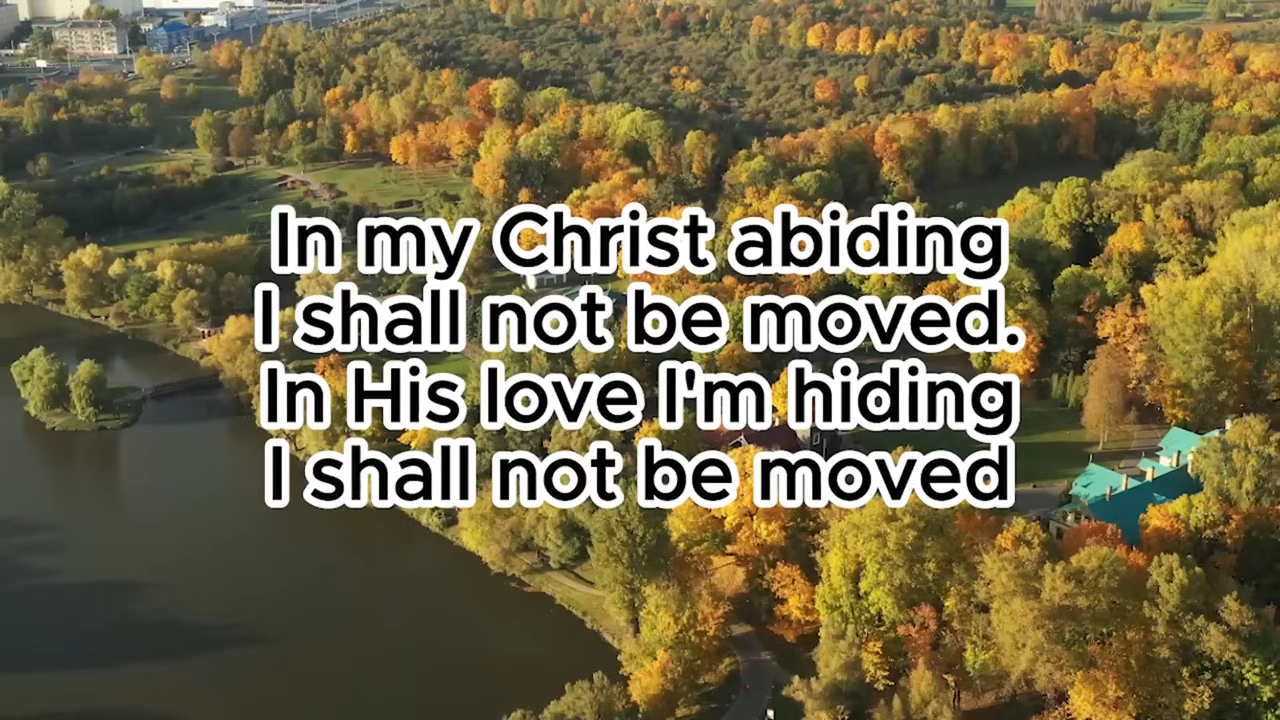 In my Christ abiding
I shall not be moved.
In His love I'm hiding
I shall not be moved